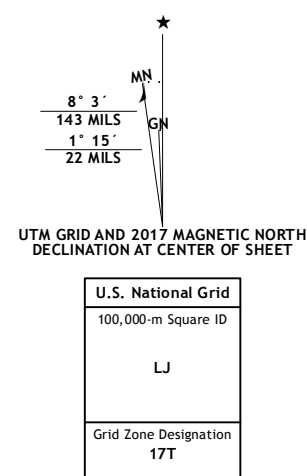 MN
8° 3´
143 MILS
GN
1° 15´
22 MILS
UTM GRID AND 2017 MAGNETIC NORTH
DECLINATION AT CENTER OF SHEET
U.S. National Grid
100,000-m Square ID
LJ
Grid Zone Designation
17T